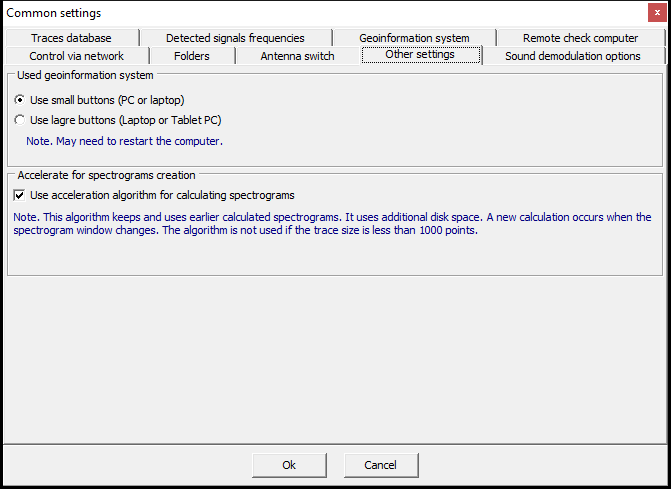 Common settings
x
Traces database
Detected signals frequencies
Geoinformation system
Remote check computer
Control via network
Folders
Antenna switch
Other settings
Sound demodulation options
Used geoinformation system
Use small buttons (PC or laptop)
Use lagre buttons (Laptop or Tablet PC)
Note. May need to restart the computer.
Accelerate for spectrograms creation
Use acceleration algorithm for calculating spectrograms
Note. This algorithm keeps and uses earlier calculated spectrograms. It uses additional disk space. A new calculation occurs when the
spectrogram window changes. The algorithm is not used if the trace size is less than 1000 points.
Ok
Cancel